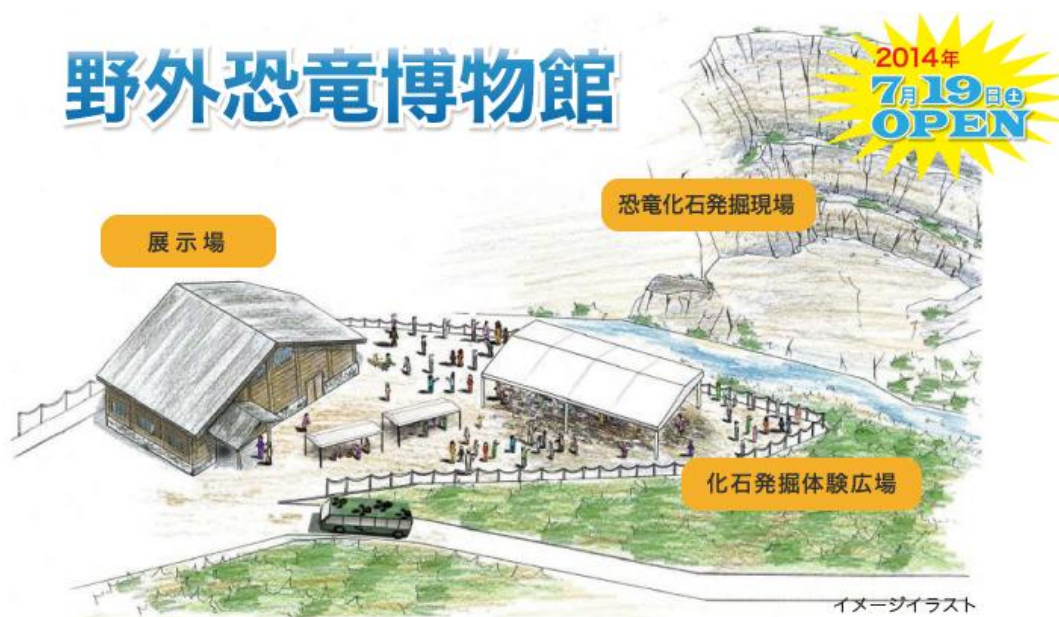 野外恐竜博物館
2014年
7月19日㊏
OPEN
恐竜化石発掘現場
展示場
化石発掘体験広場
イメージイラスト